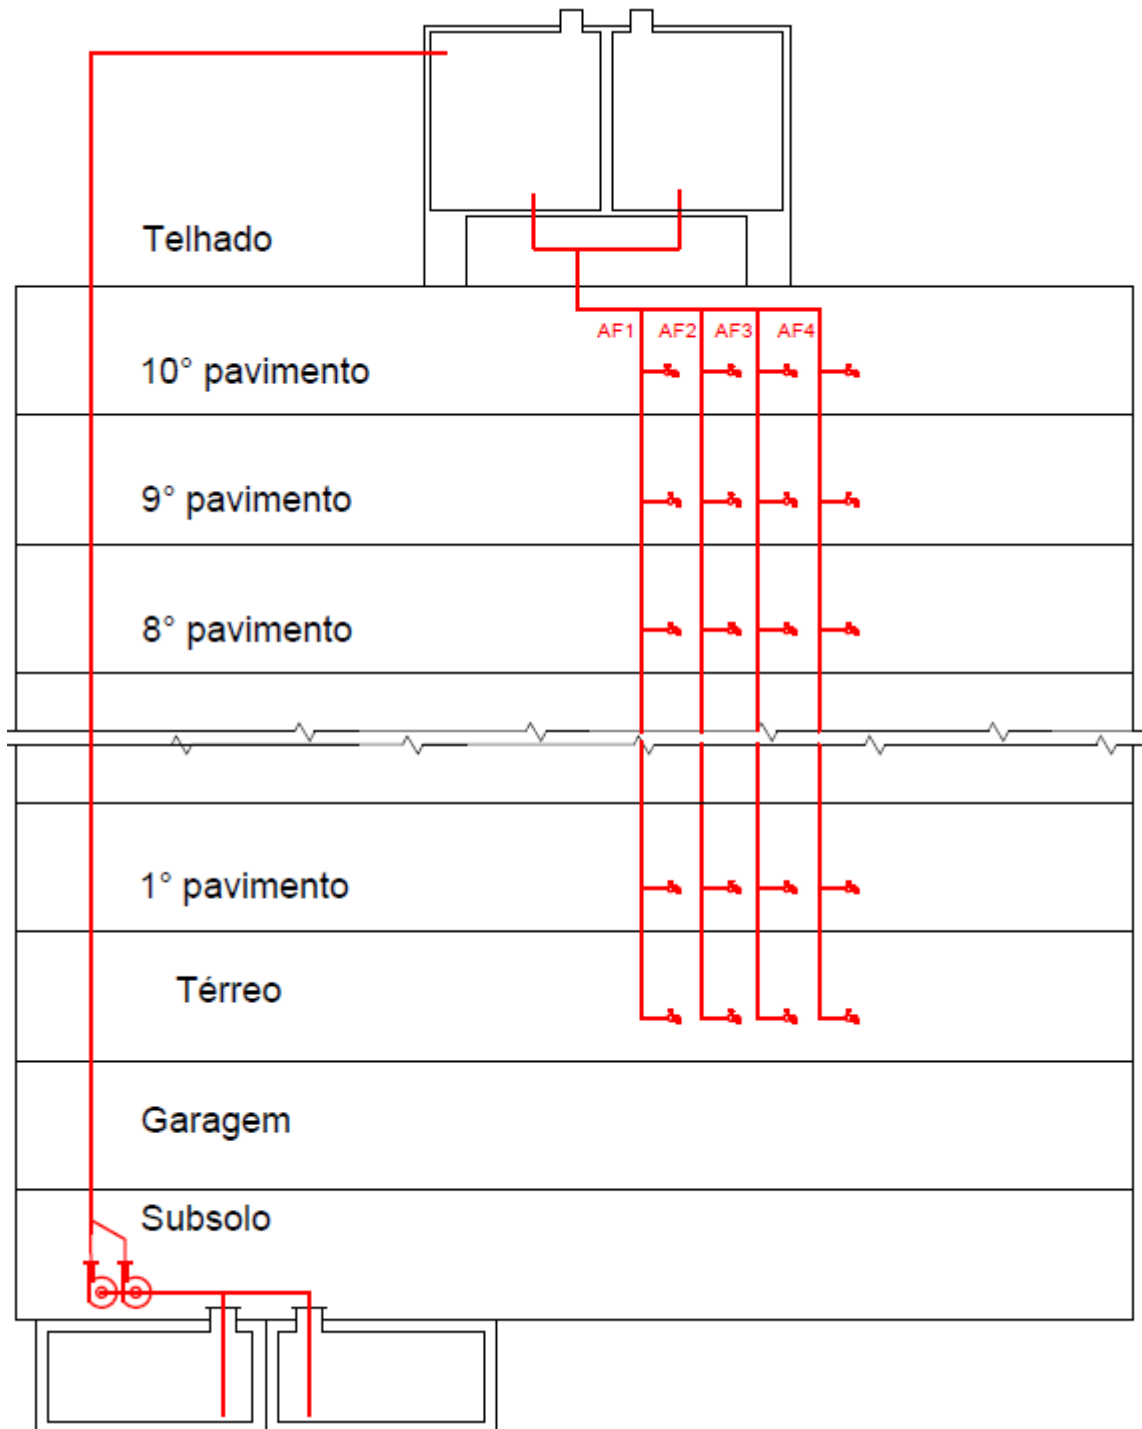 Telhado
AF1 AF2 AF3 AF4
10° pavimento
9° pavimento
8° pavimento
1° pavimento
Térreo
Garagem
Subsolo